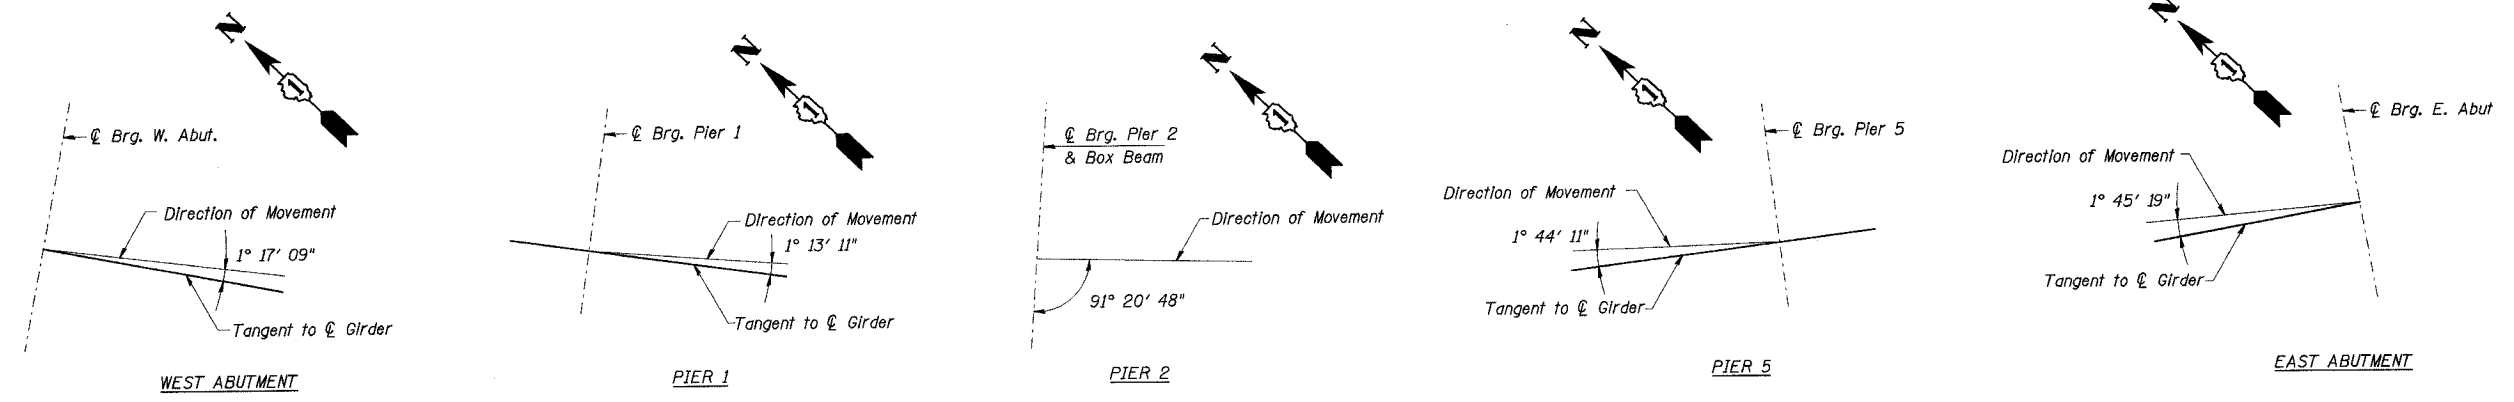 N
1
℄ Brg. W. Abut.
Direction of Movement
1° 17' 09"
Tangent to ℄ Girder
WEST ABUTMENT
N
1
℄ Brg. Pier 1
Direction of Movement
1° 13' 11"
Tangent to ℄ Girder
PIER 1
N
1
℄ Brg. Pier 2
& Box Beam
Direction of Movement
91° 20' 48"
PIER 2
N
1
℄ Brg. Pier 5
Direction of Movement
1° 44' 11"
Tangent to ℄ Girder
PIER 5
N
1
℄ Brg. E. Abut
Direction of Movement
1° 45' 19"
Tangent to ℄ Girder
EAST ABUTMENT